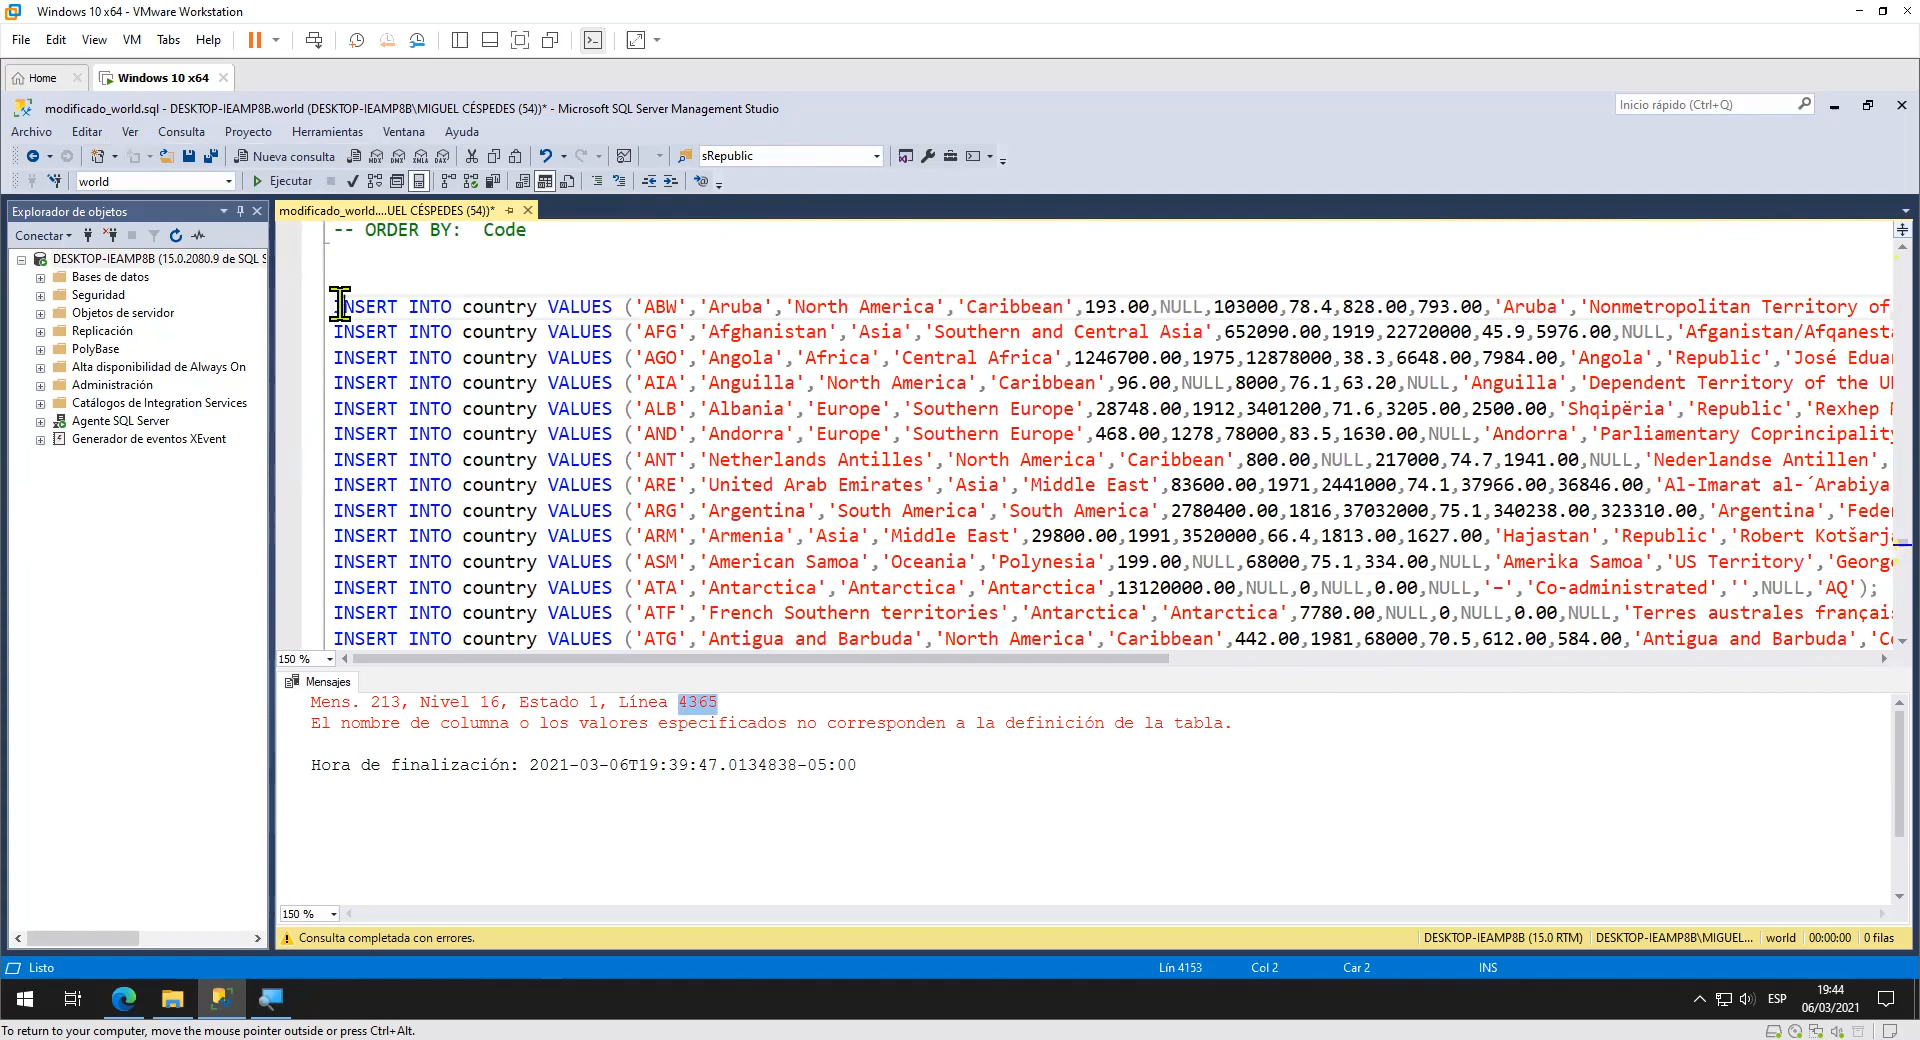 Windows 10 x64 - VMware Workstation
File Edit View VM Tabs Help
Home Windows 10 x64
modificado_world.sql - DESKTOP-IEAMP8B.world (DESKTOP-IEAMP8B\MIGUEL CÉSPEDES (54))* - Microsoft SQL Server Management Studio
Inicio rápido (Ctrl+Q)
Archivo Editar Ver Consulta Proyecto Herramientas Ventana Ayuda
Nueva consulta MDX DMX XMLA DAX sRepublic
world Ejecutar
Explorador de objetos
modificado_world....UEL CÉSPEDES (54))*
Conectar
DESKTOP-IEAMP8B (15.0.2080.9 de SQL S
Bases de datos
Seguridad
Objetos de servidor
Replicación
PolyBase
Alta disponibilidad de Always On
Administración
Catálogos de Integration Services
Agente SQL Server
Generador de eventos XEvent
-- ORDER BY:  Code
INSERT INTO country VALUES ('ABW','Aruba','North America','Caribbean',193.00,NULL,103000,78.4,828.00,793.00,'Aruba','Nonmetropolitan Territory of
INSERT INTO country VALUES ('AFG','Afghanistan','Asia','Southern and Central Asia',652090.00,1919,22720000,45.9,5976.00,NULL,'Afganistan/Afqanesta
INSERT INTO country VALUES ('AGO','Angola','Africa','Central Africa',1246700.00,1975,12878000,38.3,6648.00,7984.00,'Angola','Republic','José Eduar
INSERT INTO country VALUES ('AIA','Anguilla','North America','Caribbean',96.00,NULL,8000,76.1,63.20,NULL,'Anguilla','Dependent Territory of the U
INSERT INTO country VALUES ('ALB','Albania','Europe','Southern Europe',28748.00,1912,3401200,71.6,3205.00,2500.00,'Shqipëria','Republic','Rexhep
INSERT INTO country VALUES ('AND','Andorra','Europe','Southern Europe',468.00,1278,78000,83.5,1630.00,NULL,'Andorra','Parliamentary Coprincipality
INSERT INTO country VALUES ('ANT','Netherlands Antilles','North America','Caribbean',800.00,NULL,217000,74.7,1941.00,NULL,'Nederlandse Antillen',
INSERT INTO country VALUES ('ARE','United Arab Emirates','Asia','Middle East',83600.00,1971,2441000,74.1,37966.00,36846.00,'Al-Imarat al-´Arabiya
INSERT INTO country VALUES ('ARG','Argentina','South America','South America',2780400.00,1816,37032000,75.1,340238.00,323310.00,'Argentina','Feder
INSERT INTO country VALUES ('ARM','Armenia','Asia','Middle East',29800.00,1991,3520000,66.4,1813.00,1627.00,'Hajastan','Republic','Robert Kotšarja
INSERT INTO country VALUES ('ASM','American Samoa','Oceania','Polynesia',199.00,NULL,68000,75.1,334.00,NULL,'Amerika Samoa','US Territory','George
INSERT INTO country VALUES ('ATA','Antarctica','Antarctica','Antarctica',13120000.00,NULL,0,NULL,0.00,NULL,'–','Co-administrated','',NULL,'AQ');
INSERT INTO country VALUES ('ATF','French Southern territories','Antarctica','Antarctica',7780.00,NULL,0,NULL,0.00,NULL,'Terres australes français
INSERT INTO country VALUES ('ATG','Antigua and Barbuda','North America','Caribbean',442.00,1981,68000,70.5,612.00,584.00,'Antigua and Barbuda','Co
150 %
Mensajes
Mens. 213, Nivel 16, Estado 1, Línea 4365
El nombre de columna o los valores especificados no corresponden a la definición de la tabla.
Hora de finalización: 2021-03-06T19:39:47.0134838-05:00
150 %
Consulta completada con errores. DESKTOP-IEAMP8B (15.0 RTM) DESKTOP-IEAMP8B\MIGUEL... world 00:00:00 0 filas
Listo Lín 4153 Col 2 Car 2 INS
ESP 19:44
06/03/2021
To return to your computer, move the mouse pointer outside or press Ctrl+Alt.